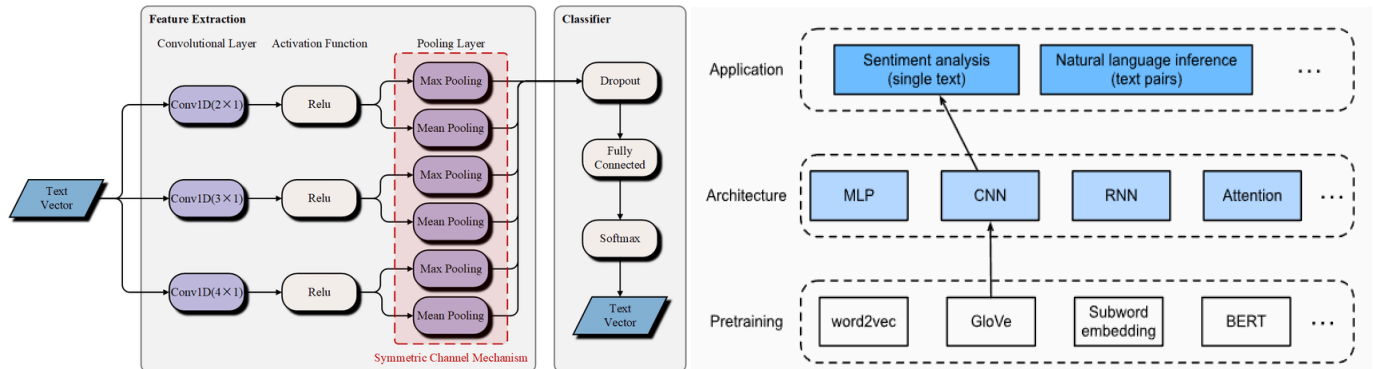 Feature Extraction
Convolutional Layer
Activation Function
Pooling Layer
Text
Vector
Conv1D(2×1)
Relu
Max Pooling
Mean Pooling
Conv1D(3×1)
Relu
Max Pooling
Mean Pooling
Conv1D(4×1)
Relu
Max Pooling
Mean Pooling
Symmetric Channel Mechanism
Classifier
Dropout
Fully
Connected
Softmax
Text
Vector
Application
Sentiment analysis
(single text)
Natural language inference
(text pairs)
...
Architecture
MLP
CNN
RNN
Attention
...
Pretraining
word2vec
GloVe
Subword
embedding
BERT
...